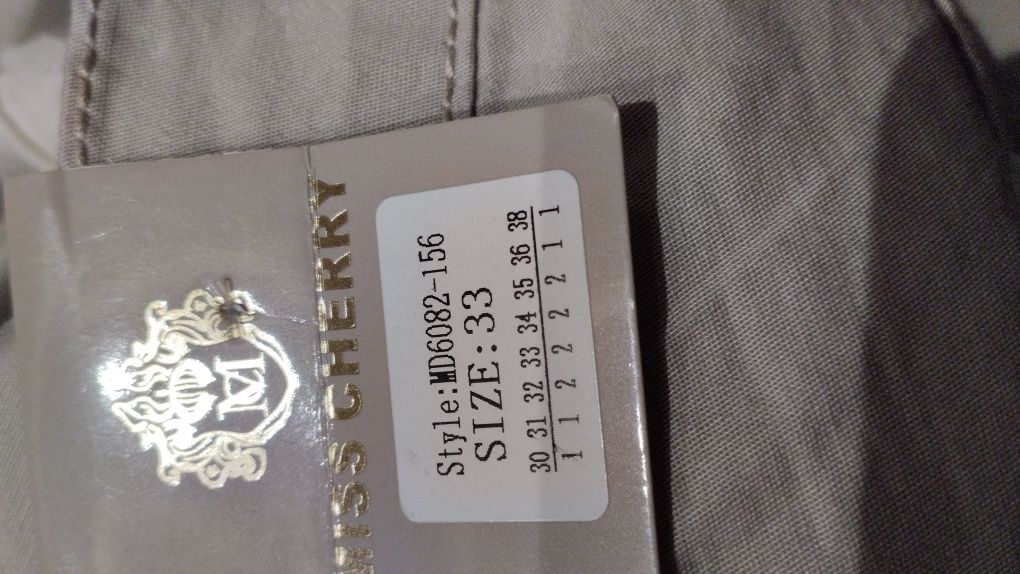 M
MISS CHERRY
Style:MD6082-156
SIZE:33
30 31 32 33 34 35 36 38
1 1 2 2 2 2 1 1